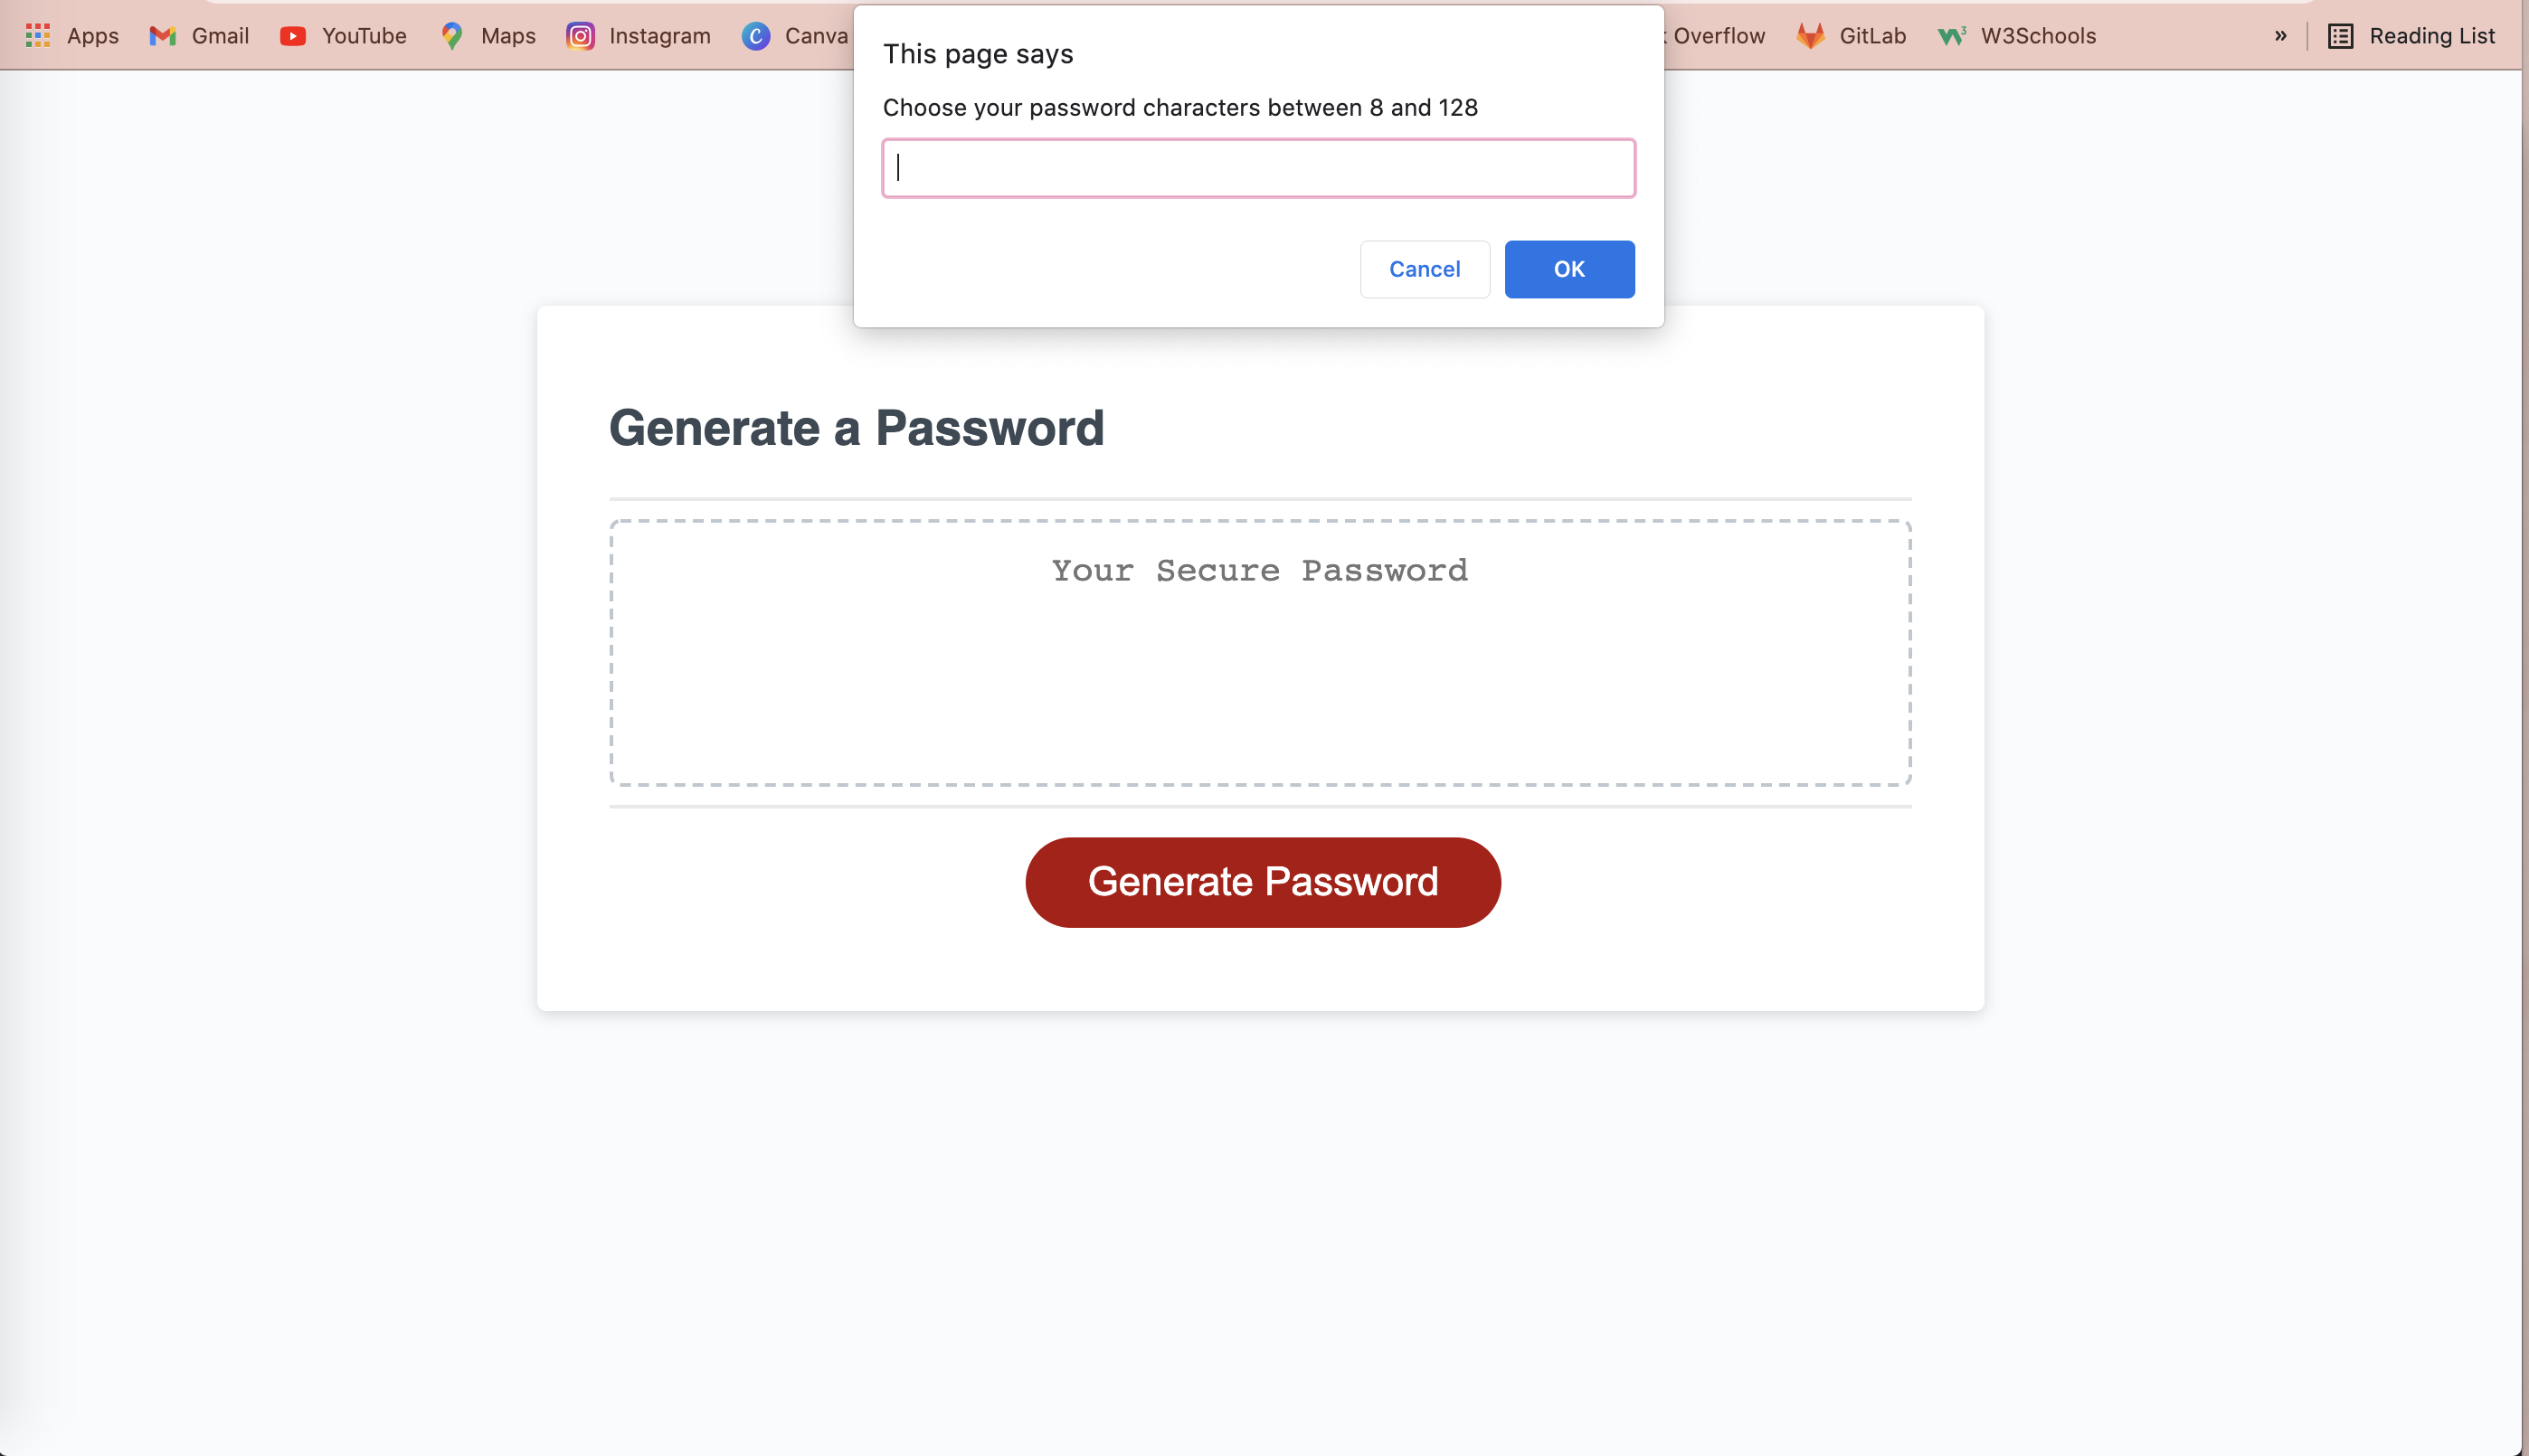 Apps Gmail YouTube Maps Instagram Canva Overflow GitLab W3Schools » Reading List
This page says
Choose your password characters between 8 and 128
Cancel OK
Generate a Password
Your Secure Password
Generate Password